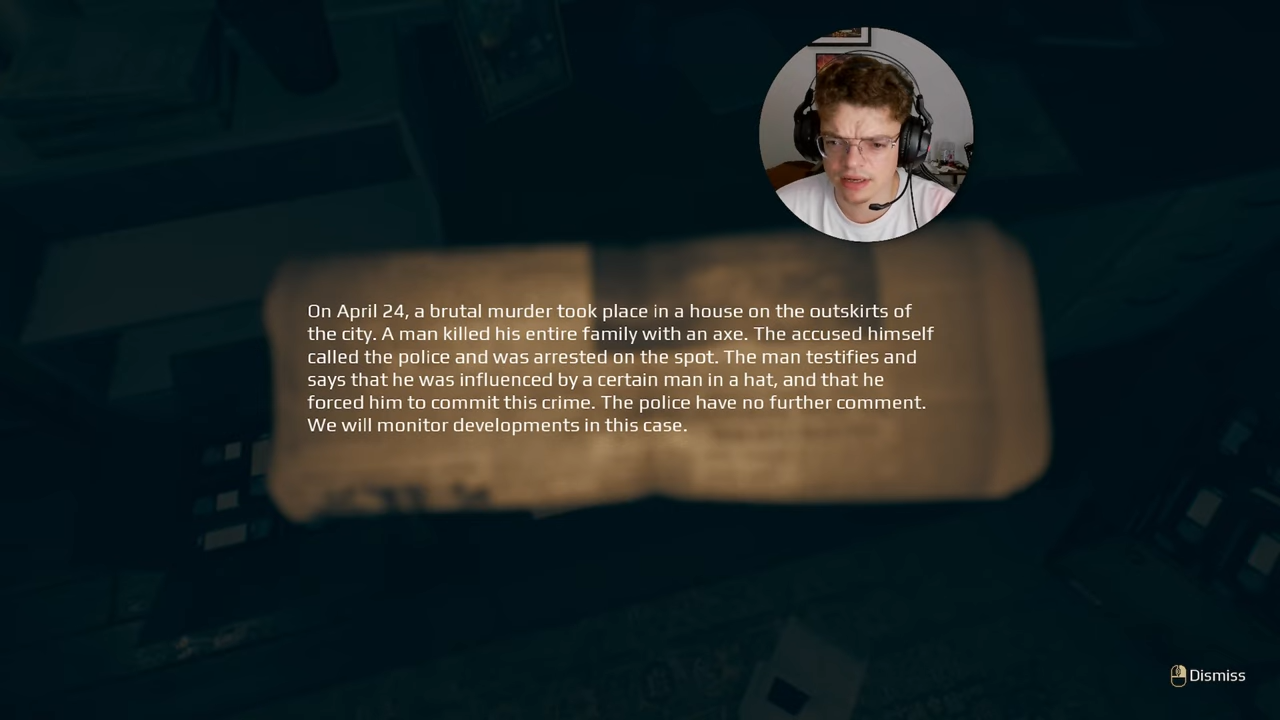 On April 24, a brutal murder took place in a house on the outskirts of
the city. A man killed his entire family with an axe. The accused himself
called the police and was arrested on the spot. The man testifies and
says that he was influenced by a certain man in a hat, and that he
forced him to commit this crime. The police have no further comment.
We will monitor developments in this case.
Dismiss